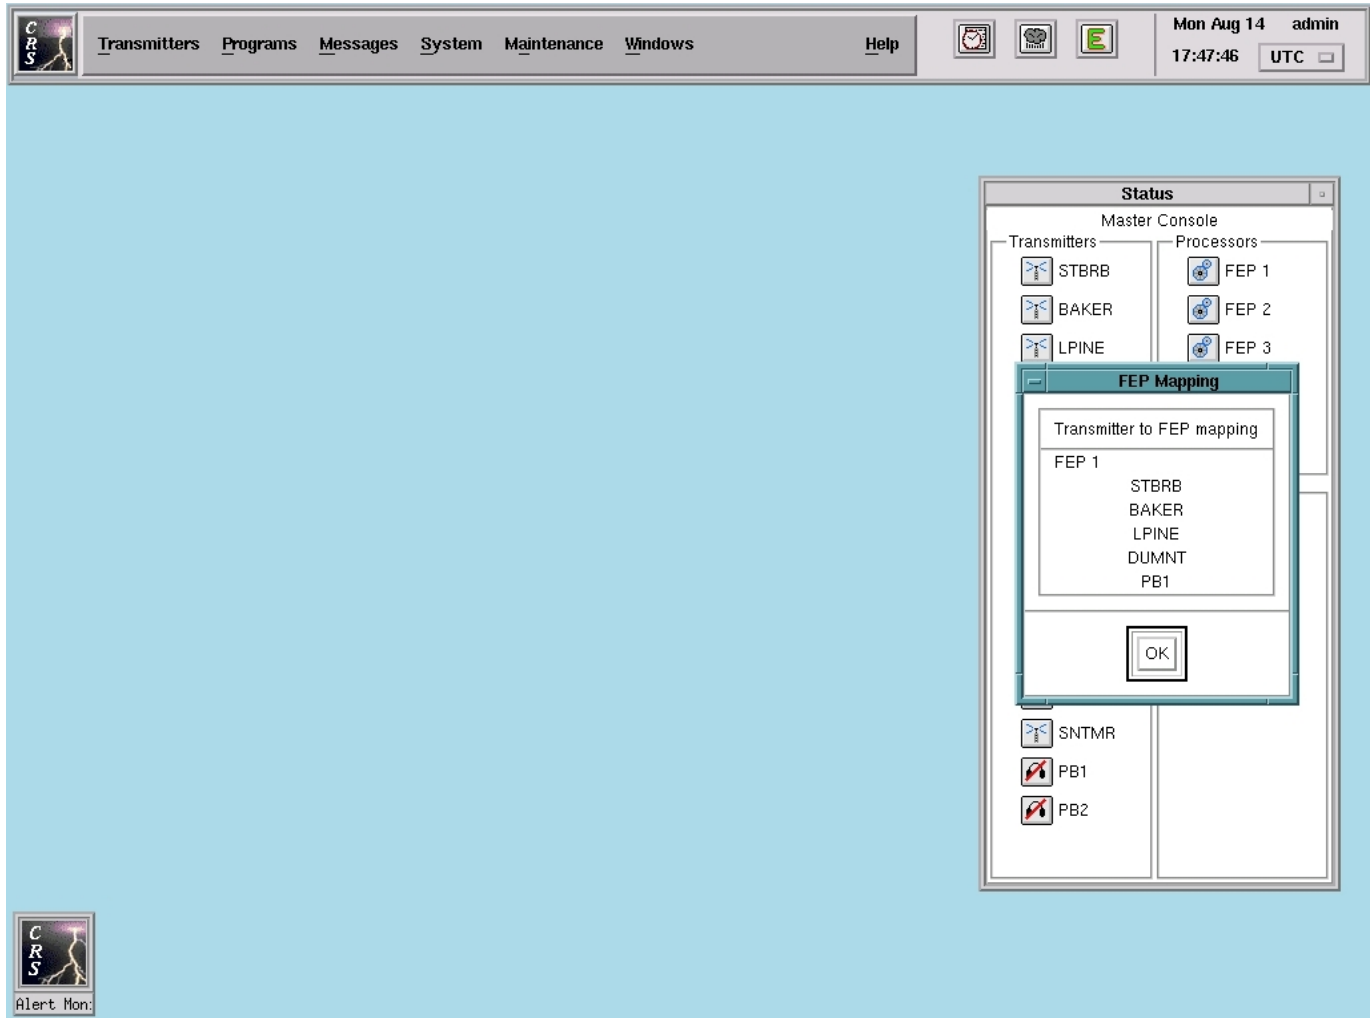 C
R
S
Transmitters Programs Messages System Maintenance Windows Help
E
Mon Aug 14 admin
17:47:46 UTC
Status
Master Console
Transmitters Processors
STBRB FEP 1
BAKER FEP 2
LPINE FEP 3
FEP Mapping
Transmitter to FEP mapping
FEP 1
STBRB
BAKER
LPINE
DUMNT
PB1
OK
SNTMR
PB1
PB2
C
R
S
Alert Mon: